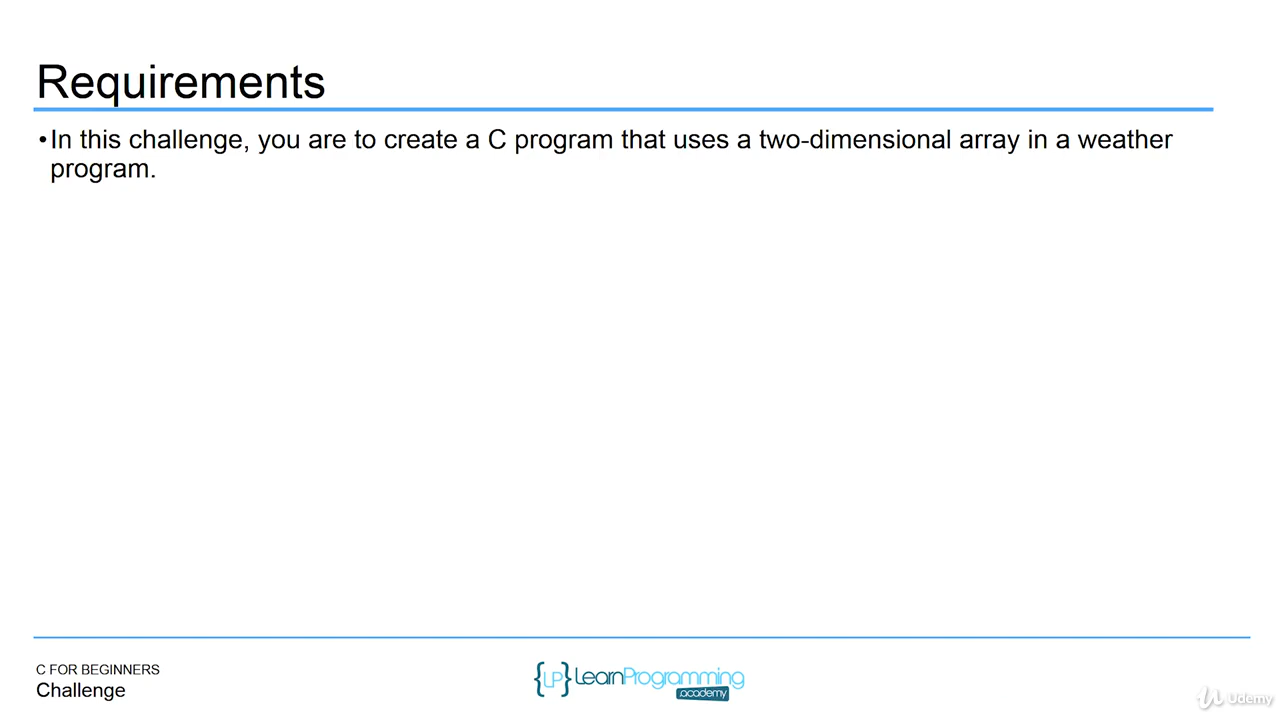 Requirements
•In this challenge, you are to create a C program that uses a two-dimensional array in a weather
program.
C FOR BEGINNERS
Challenge
{LP}LearnProgramming
.academy
Udemy